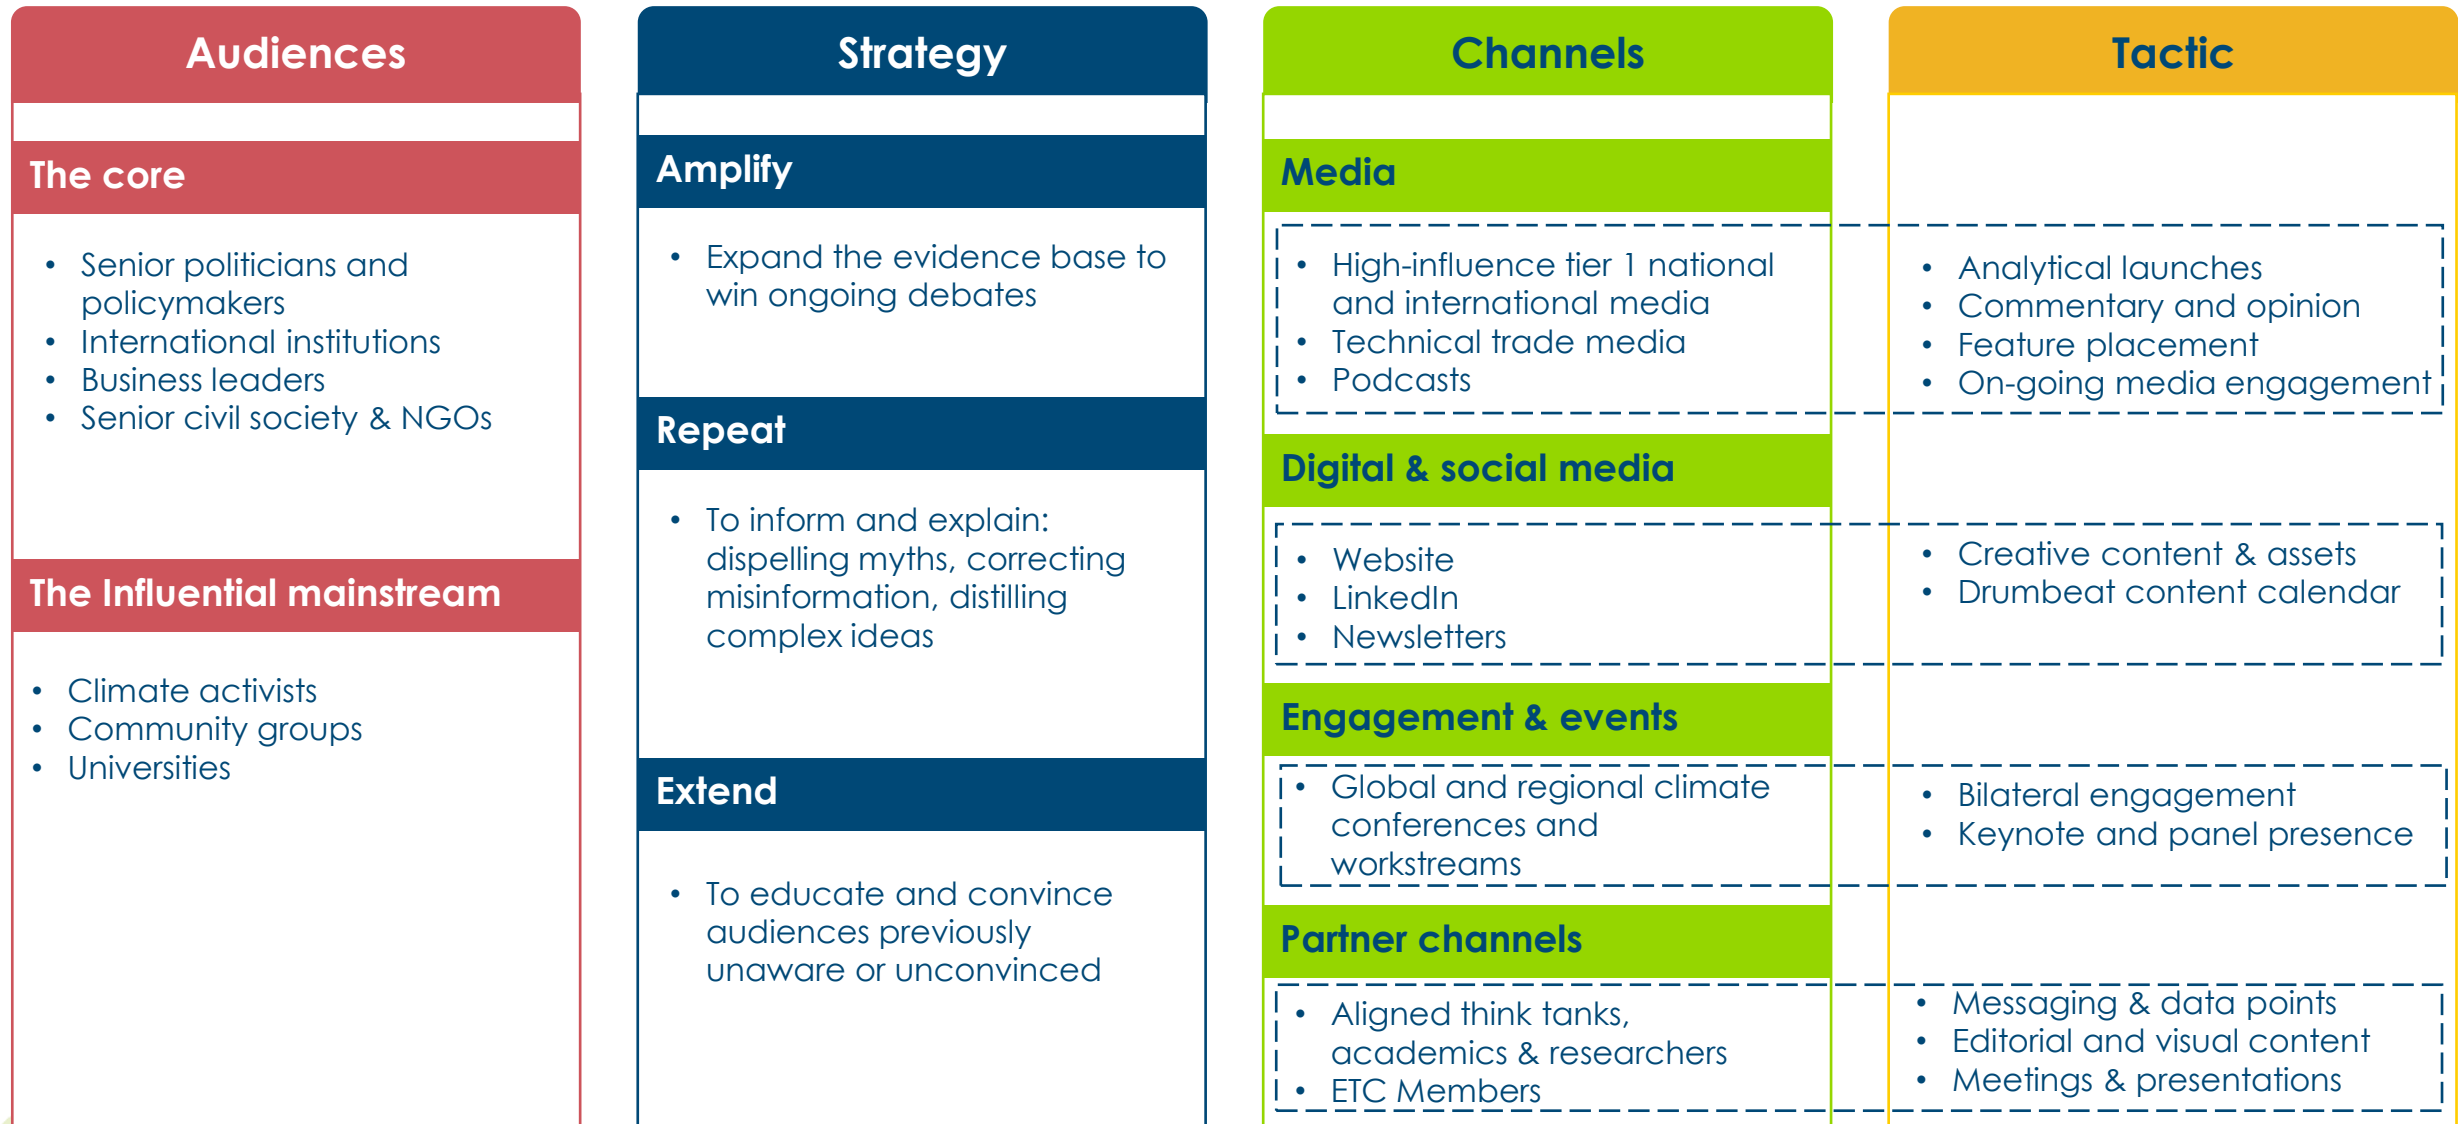 Audiences
The core
• Senior politicians and
policymakers
• International institutions
• Business leaders
• Senior civil society & NGOs
The Influential mainstream
• Climate activists
• Community groups
• Universities
Strategy
Amplify
• Expand the evidence base to
win ongoing debates
Repeat
• To inform and explain:
dispelling myths, correcting
misinformation, distilling
complex ideas
Extend
• To educate and convince
audiences previously
unaware or unconvinced
Channels
Tactic
Media
• High-influence tier 1 national
and international media
• Technical trade media
• Podcasts
• Analytical launches
• Commentary and opinion
• Feature placement
• On-going media engagement
Digital & social media
• Website
• LinkedIn
• Newsletters
• Creative content & assets
• Drumbeat content calendar
Engagement & events
• Global and regional climate
conferences and
workstreams
• Bilateral engagement
• Keynote and panel presence
Partner channels
• Aligned think tanks,
academics & researchers
• ETC Members
• Messaging & data points
• Editorial and visual content
• Meetings & presentations